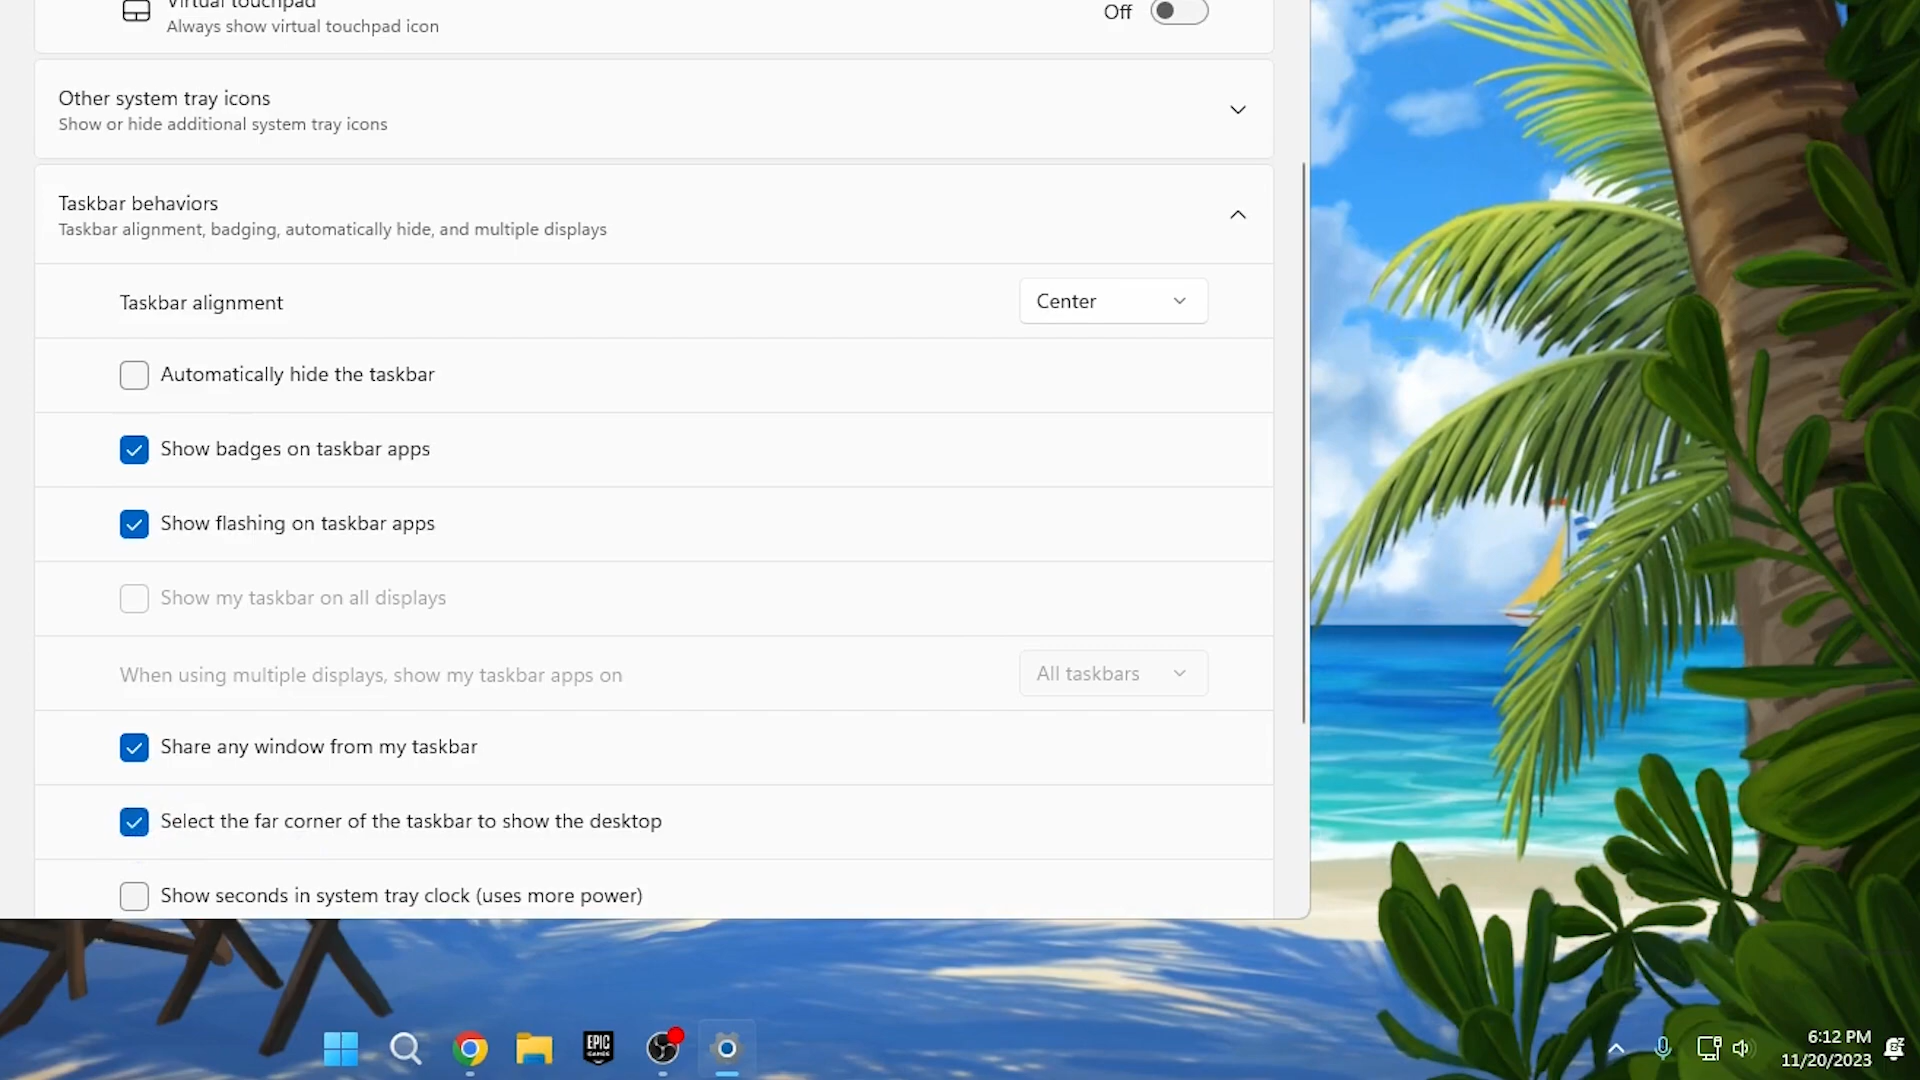 Virtual touchpad
Always show virtual touchpad icon
Off
Other system tray icons
Show or hide additional system tray icons
Taskbar behaviors
Taskbar alignment, badging, automatically hide, and multiple displays
Taskbar alignment
Center
Automatically hide the taskbar
Show badges on taskbar apps
Show flashing on taskbar apps
Show my taskbar on all displays
When using multiple displays, show my taskbar apps on
All taskbars
Share any window from my taskbar
Select the far corner of the taskbar to show the desktop
Show seconds in system tray clock (uses more power)
EPIC
GAMES
6:12 PM
11/20/2023